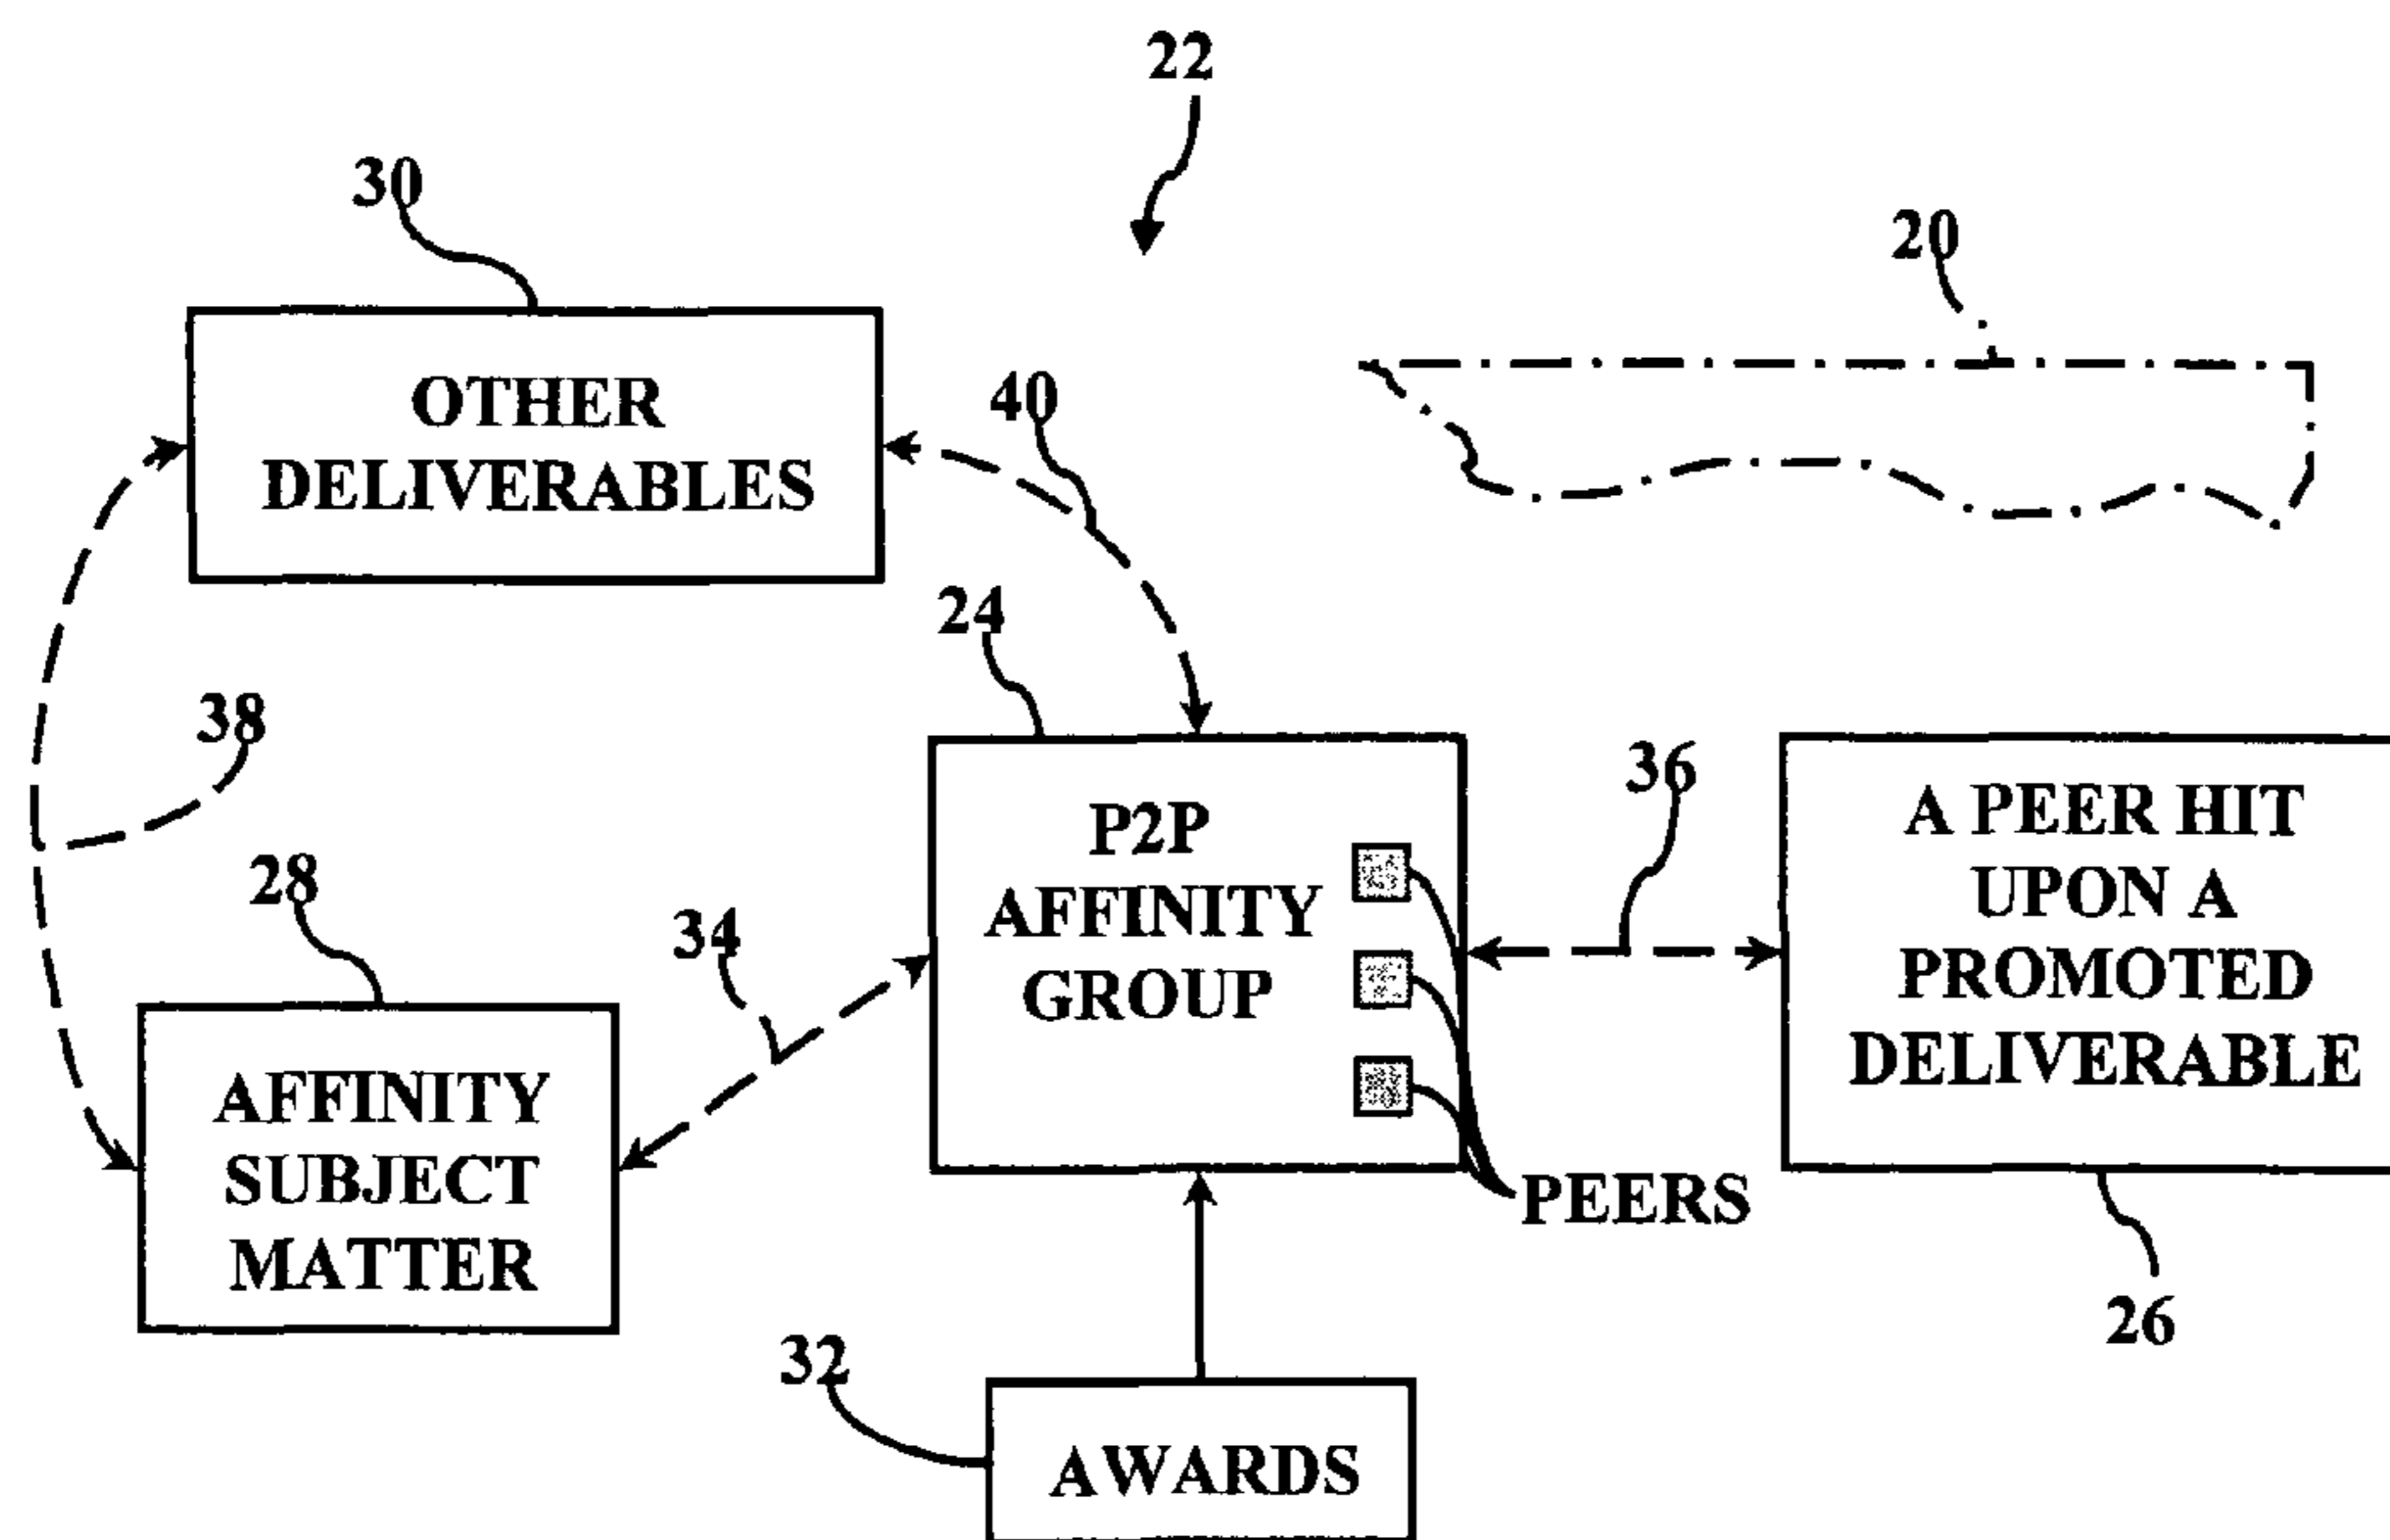 22
30
20
OTHER
DELIVERABLES
40
24
38
36
P2P
AFFINITY
GROUP
A PEER HIT
UPON A
PROMOTED
DELIVERABLE
28
34
AFFINITY
SUBJECT
MATTER
PEERS
26
32
AWARDS